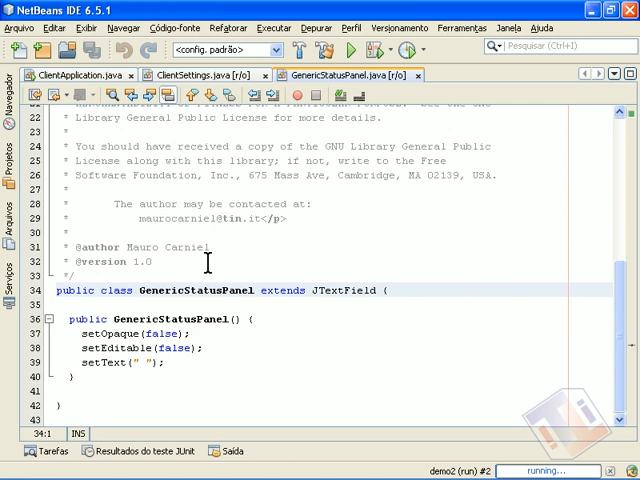 NetBeans IDE 6.5.1
Arquivo Editar Exibir Navegar Código-fonte Refatorar Executar Depurar Perfil Versionamento Ferramentas Janela Ajuda
<config. padrão> Pesquisar (Ctrl+I)
ClientApplication.java ClientSettings.java [r/o] GenericStatusPanel.java [r/o]
Navegador
Projetos
Arquivos
Serviços
22 * Library General Public License for more details.
23 *
24 * You should have received a copy of the GNU Library General Public
25 * License along with this library; if not, write to the Free
26 * Software Foundation, Inc., 675 Mass Ave, Cambridge, MA 02139, USA.
27 *
28 * The author may be contacted at:
29 * maurocarniel@tin.it</p>
30 *
31 * @author Mauro Carniel
32 * @version 1.0
33 */
34 public class GenericStatusPanel extends JTextField {
35
36 public GenericStatusPanel() {
37 setOpaque(false);
38 setEditable(false);
39 setText(" ");
40 }
41
42 }
43
34:1 INS
Tarefas Resultados do teste JUnit Saída
demo2 (run) #2 running...